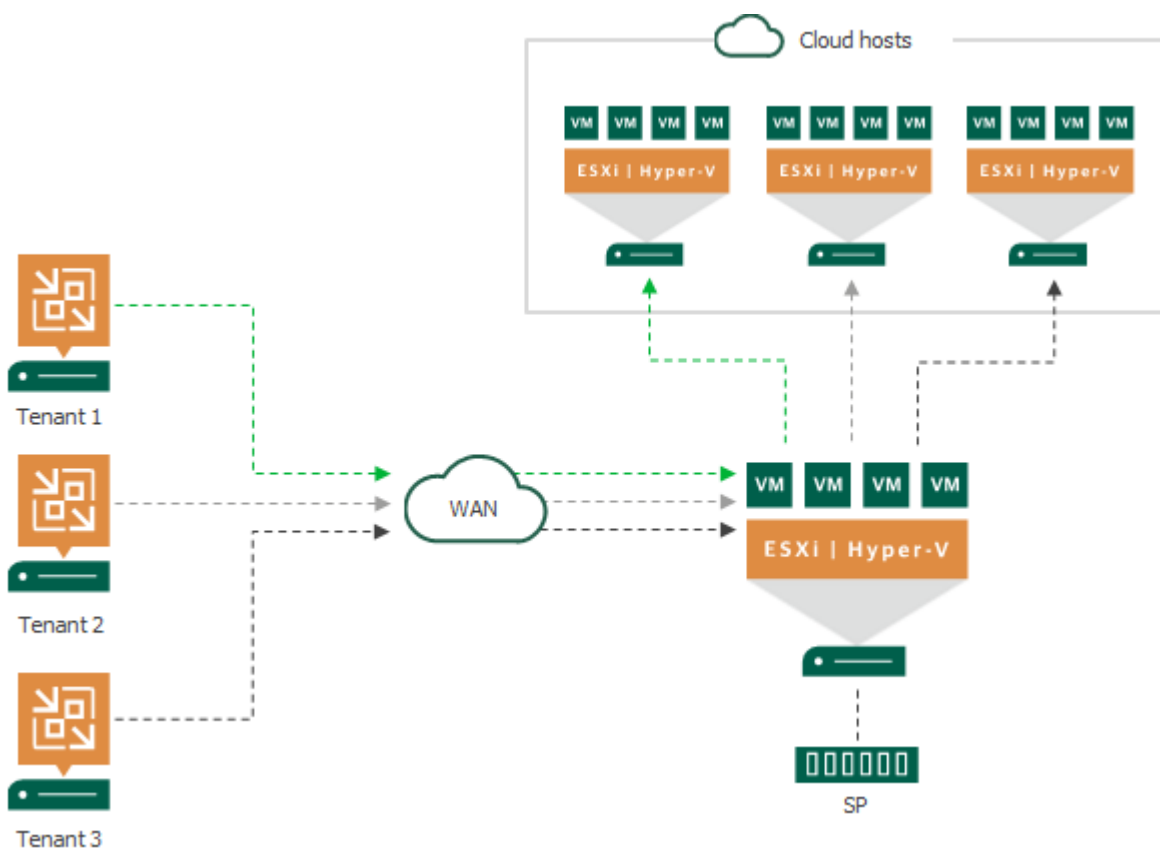 Cloud hosts
VM VM VM VM VM VM VM VM VM VM VM VM
ESXi | Hyper-V ESXi | Hyper-V ESXi | Hyper-V
Tenant 1
VM VM VM VM
WAN
ESXi | Hyper-V
Tenant 2
SP
Tenant 3